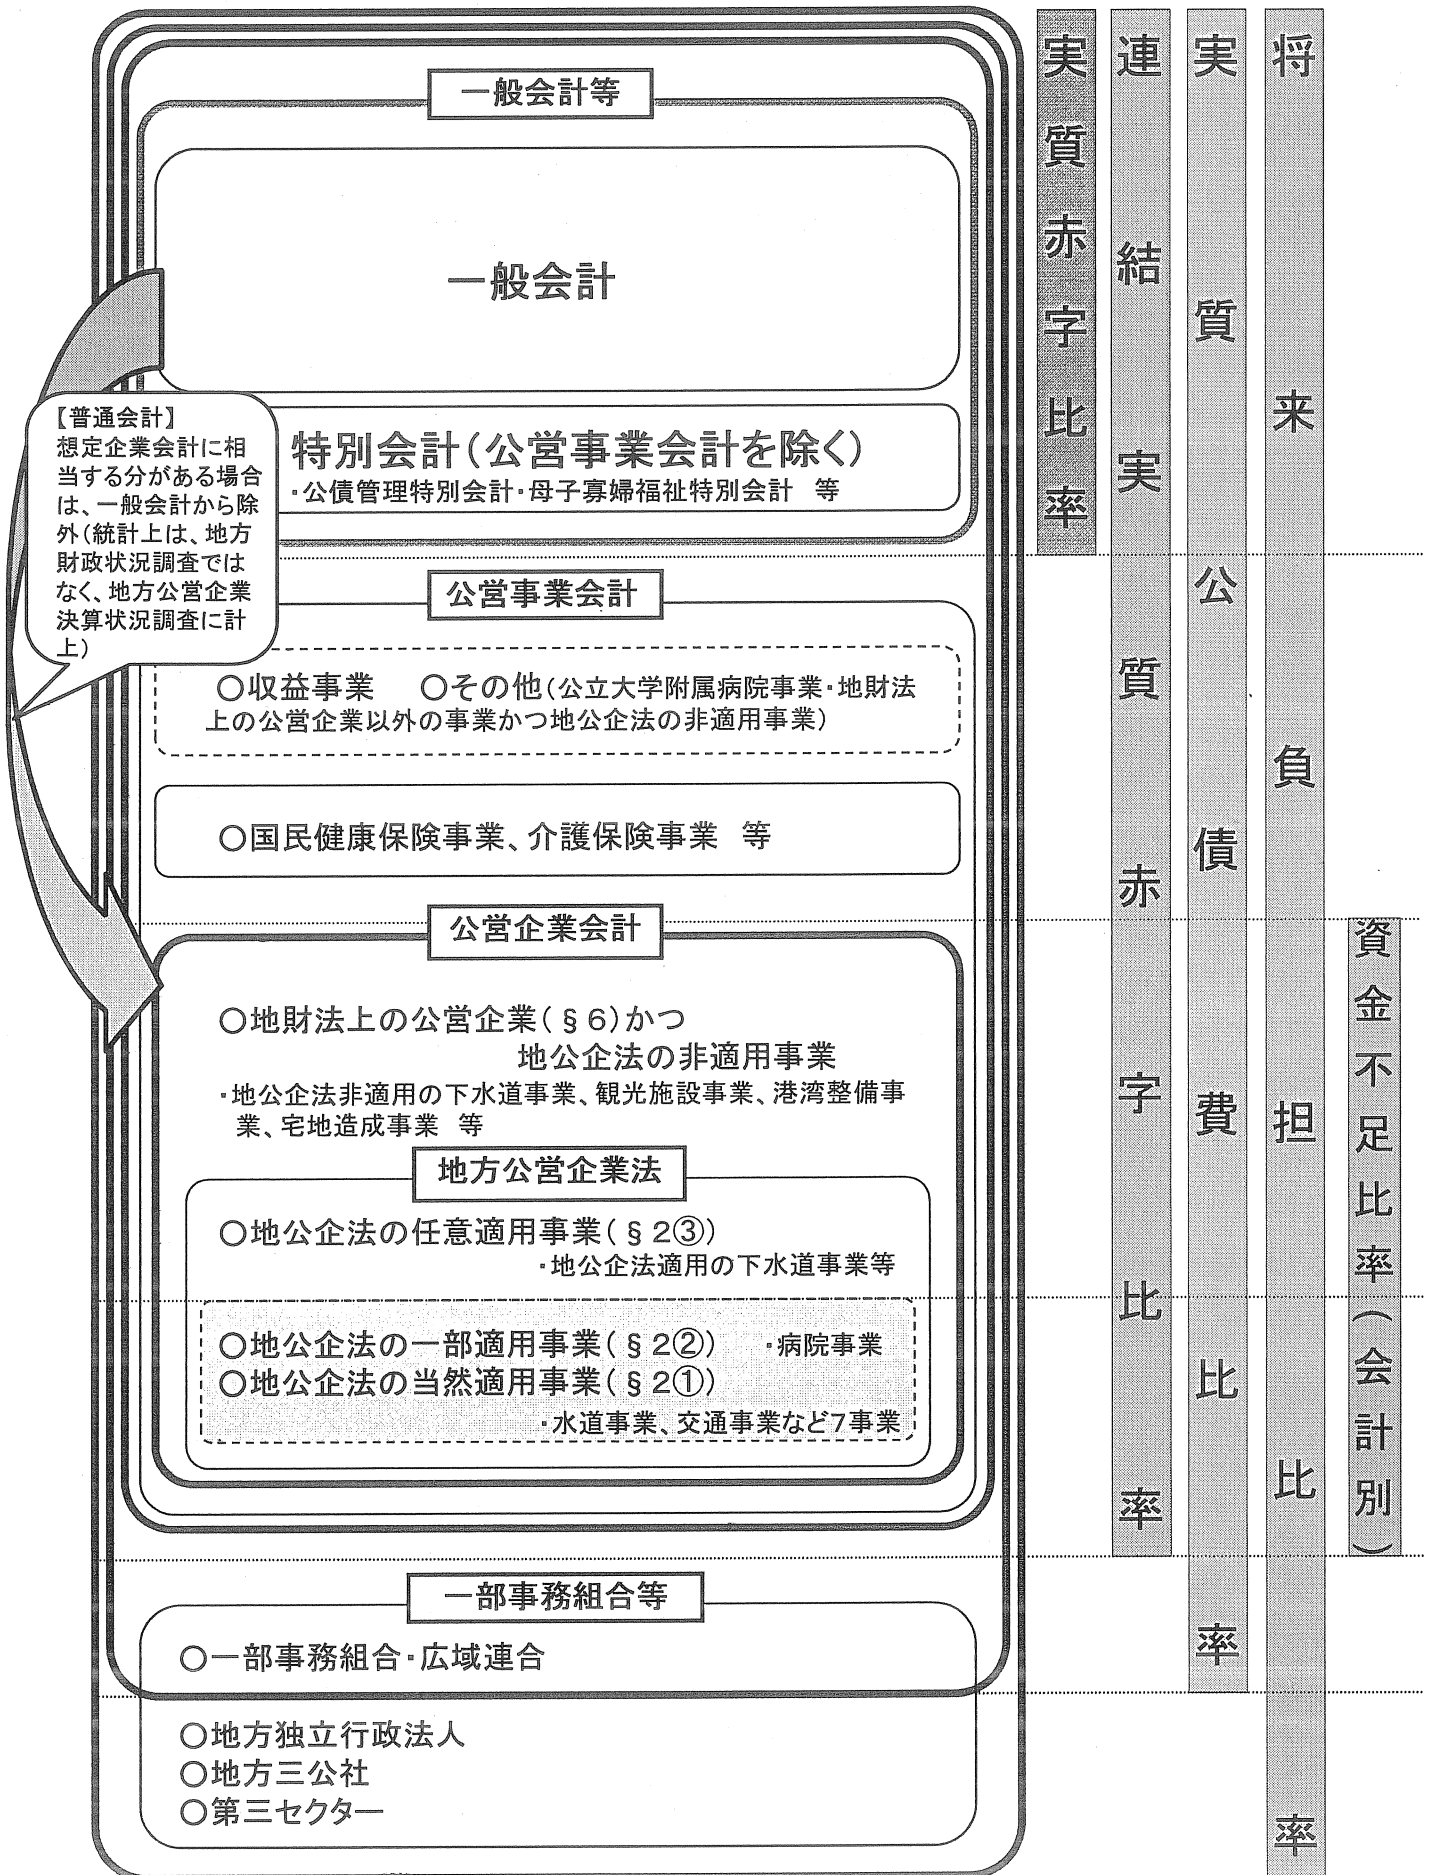 一般会計等
一般会計
【普通会計】
想定企業会計に相
当する分がある場合
は、一般会計から除
外(統計上は、地方
財政状況調査では
なく、地方公営企業
決算状況調査に計
上)
特別会計(公営事業会計を除く)
・公債管理特別会計・母子寡婦福祉特別会計 等
公営事業会計
○収益事業 ○その他(公立大学附属病院事業・地財法
上の公営企業以外の事業かつ地公企法の非適用事業)
○国民健康保険事業、介護保険事業 等
公営企業会計
○地財法上の公営企業(§6)かつ
地公企法の非適用事業
・地公企法非適用の下水道事業、観光施設事業、港湾整備事
業、宅地造成事業 等
地方公営企業法
○地公企法の任意適用事業(§2③)
・地公企法適用の下水道事業等
○地公企法の一部適用事業(§2②) ・病院事業
○地公企法の当然適用事業(§2①)
・水道事業、交通事業など7事業
一部事務組合等
○一部事務組合・広域連合
○地方独立行政法人
○地方三公社
○第三セクター
実質赤字比率
連結実質赤字比率
実質公債費比率
将来負担比率
資金不足比率(会計別)